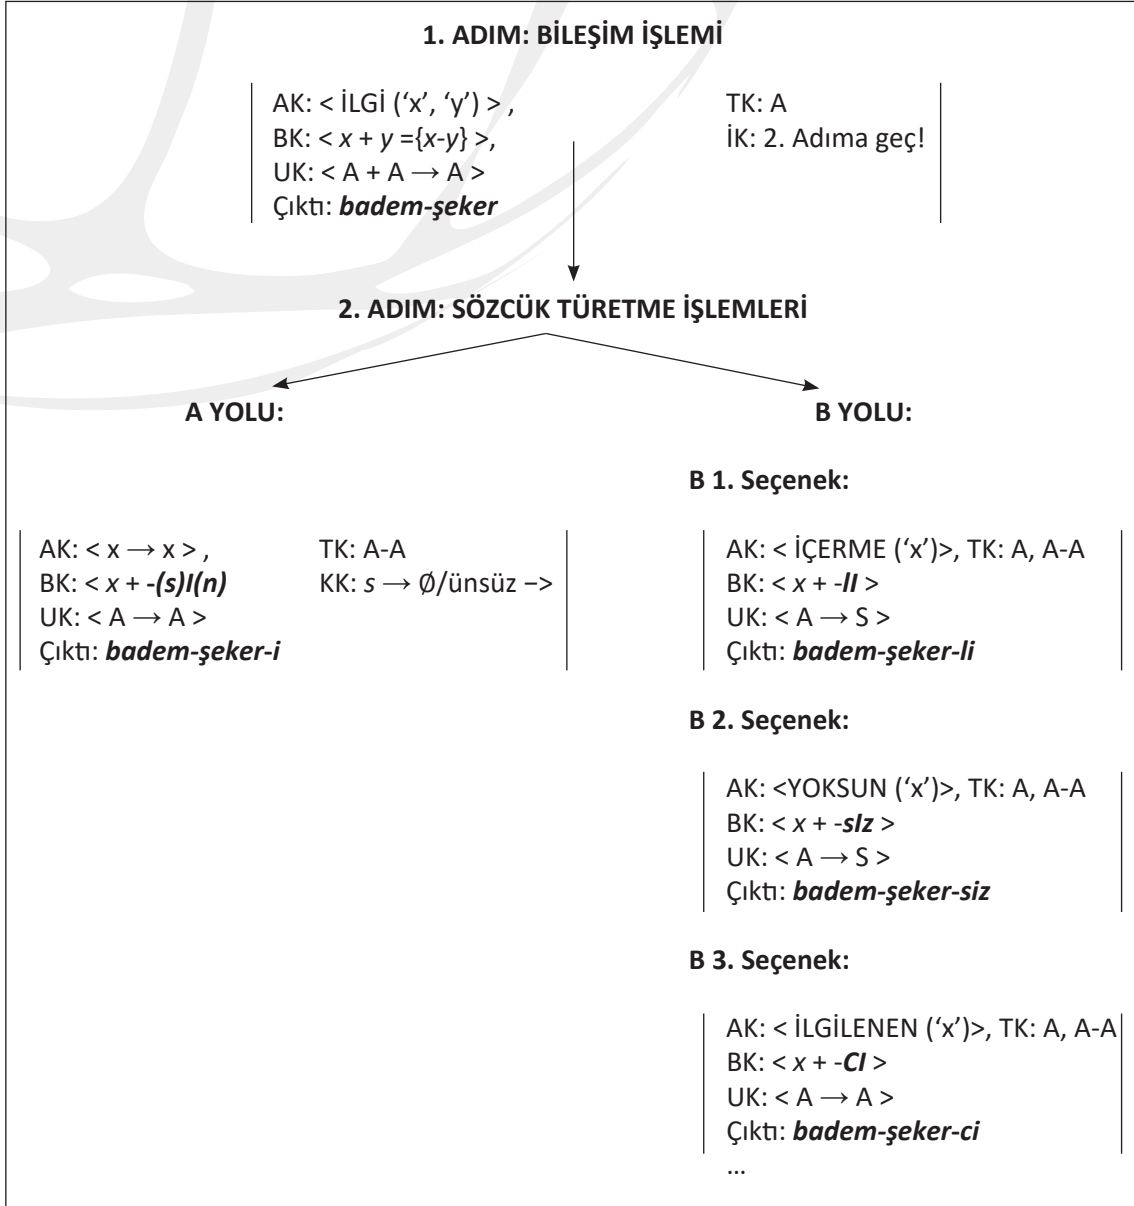 1. ADIM: BİLEŞİM İŞLEMİ
AK: < İLGİ (‘x’, ‘y’) > , TK: A
BK: < x + y ={x-y} >, İK: 2. Adıma geç!
UK: < A + A → A >
Çıktı: badem-şeker
2. ADIM: SÖZCÜK TÜRETME İŞLEMLERİ
A YOLU:
AK: < x → x > , TK: A-A
BK: < x + -(s)I(n) KK: s → Ø/ünsüz –>
UK: < A → A >
Çıktı: badem-şeker-i
B YOLU:
B 1. Seçenek:
AK: < İÇERME (‘x’)>, TK: A, A-A
BK: < x + -lI >
UK: < A → S >
Çıktı: badem-şeker-li
B 2. Seçenek:
AK: <YOKSUN (‘x’)>, TK: A, A-A
BK: < x + -sIz >
UK: < A → S >
Çıktı: badem-şeker-siz
B 3. Seçenek:
AK: < İLGİLENEN (‘x’)>, TK: A, A-A
BK: < x + -CI >
UK: < A → A >
Çıktı: badem-şeker-ci
...